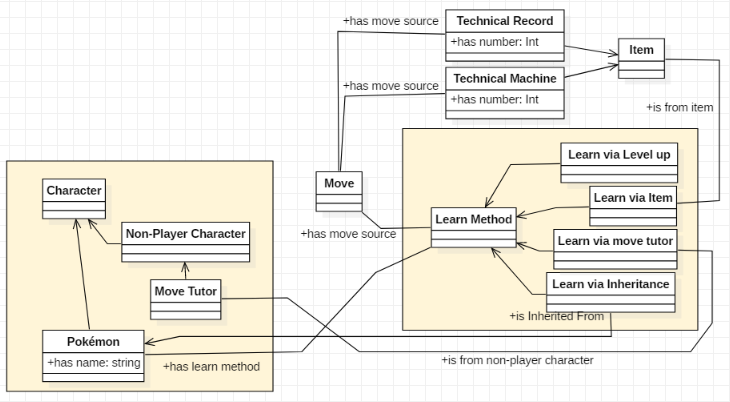 +has move source
Technical Record
+has number: Int
Item
+has move source
Technical Machine
+has number: Int
+is from item
Learn via Level up
Character
Move
Learn via Item
Learn Method
Non-Player Character
+has move source
Learn via move tutor
Move Tutor
Learn via Inheritance
+is Inherited From
Pokémon
+has name: string
+has learn method
+is from non-player character